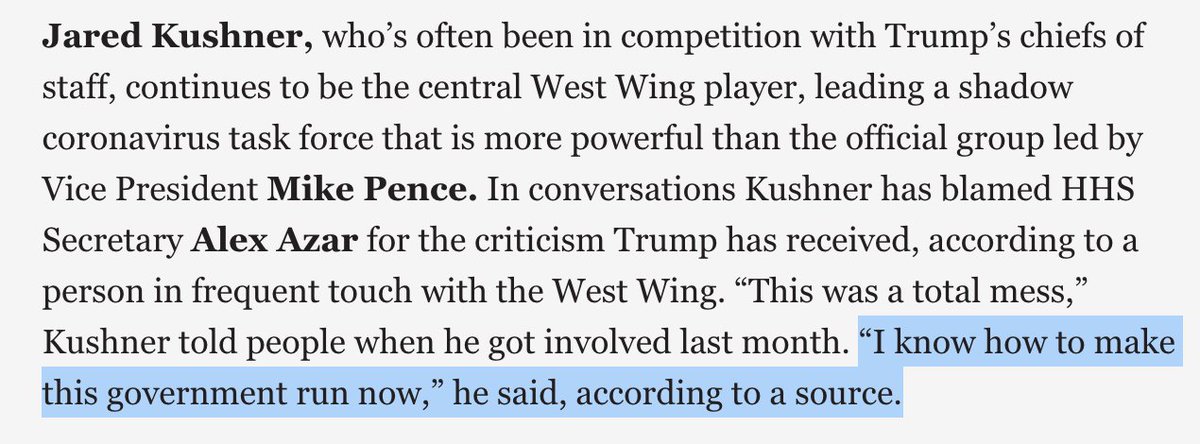 Jared Kushner, who’s often been in competition with Trump’s chiefs of
staff, continues to be the central West Wing player, leading a shadow
coronavirus task force that is more powerful than the official group led by
Vice President Mike Pence. In conversations Kushner has blamed HHS
Secretary Alex Azar for the criticism Trump has received, according to a
person in frequent touch with the West Wing. “This was a total mess,”
Kushner told people when he got involved last month. “I know how to make
this government run now,” he said, according to a source.